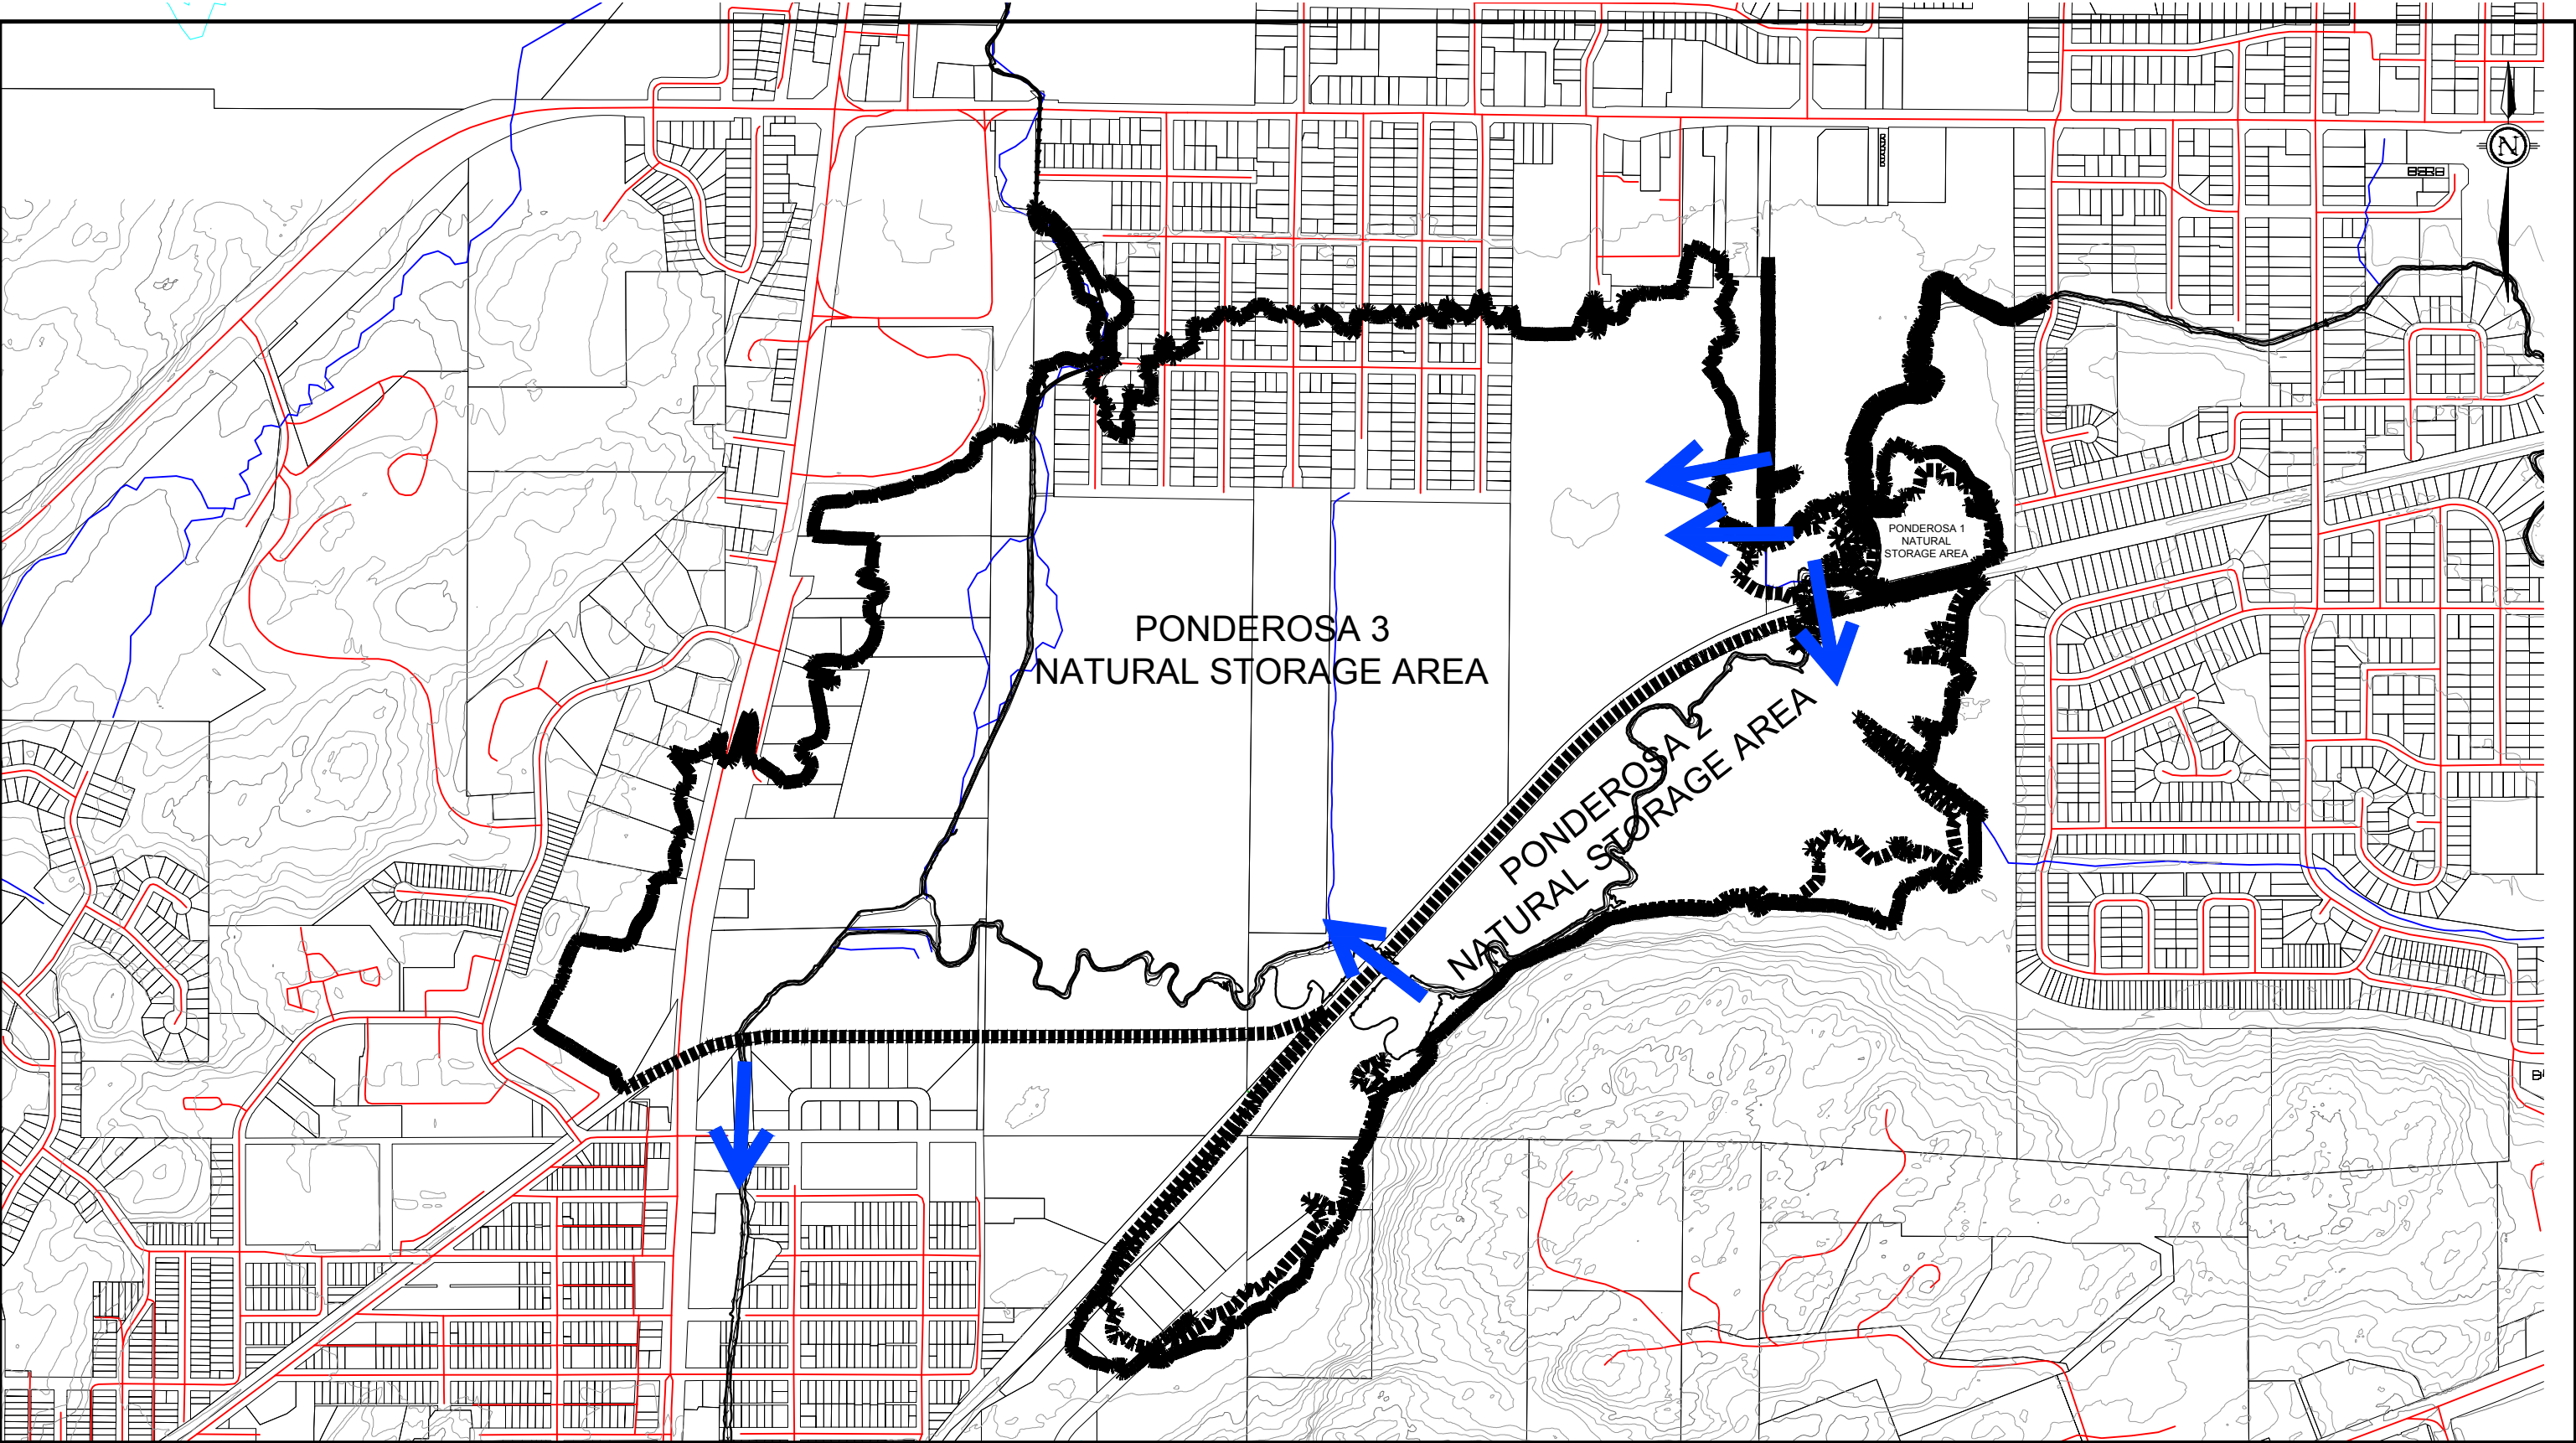 N
PONDEROSA 1
NATURAL
STORAGE AREA
PONDEROSA 3
NATURAL STORAGE AREA
PONDEROSA 2
NATURAL STORAGE AREA